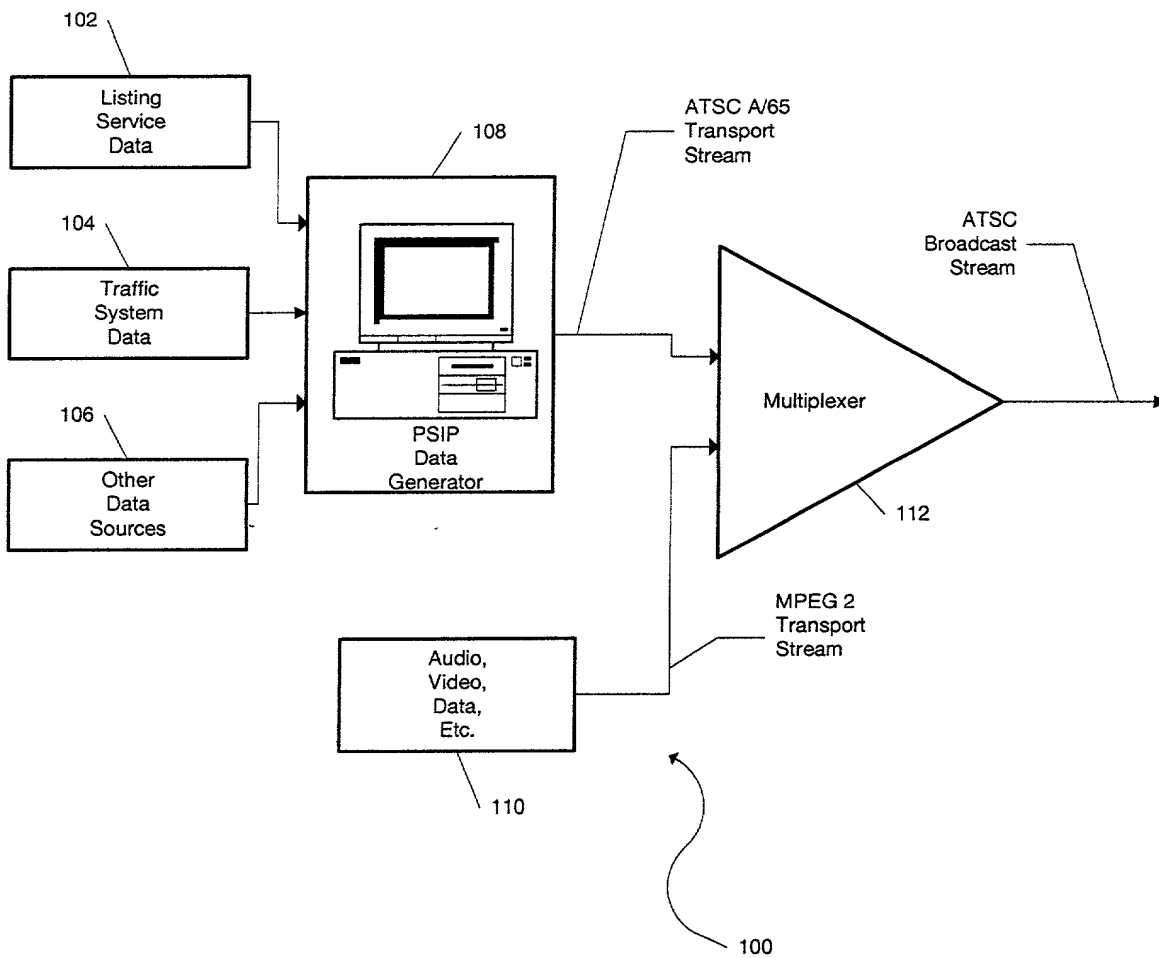 102
Listing
Service
Data
104
Traffic
System
Data
106
Other
Data
Sources
108
PSIP
Data
Generator
ATSC A/65
Transport
Stream
ATSC
Broadcast
Stream
Multiplexer
112
MPEG 2
Transport
Stream
Audio,
Video,
Data,
Etc.
110
100